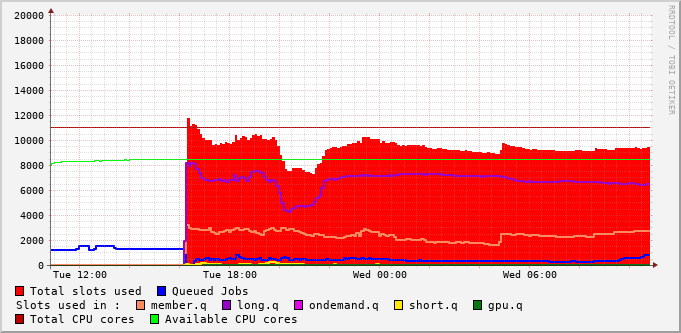 20000
18000
16000
14000
12000
10000
8000
6000
4000
2000
0
Tue 12:00 Tue 18:00 Wed 00:00 Wed 06:00
RRDTOOL / TOBI OETIKER
Total slots used Queued Jobs
Slots used in : member.q long.q ondemand.q short.q gpu.q
Total CPU cores Available CPU cores